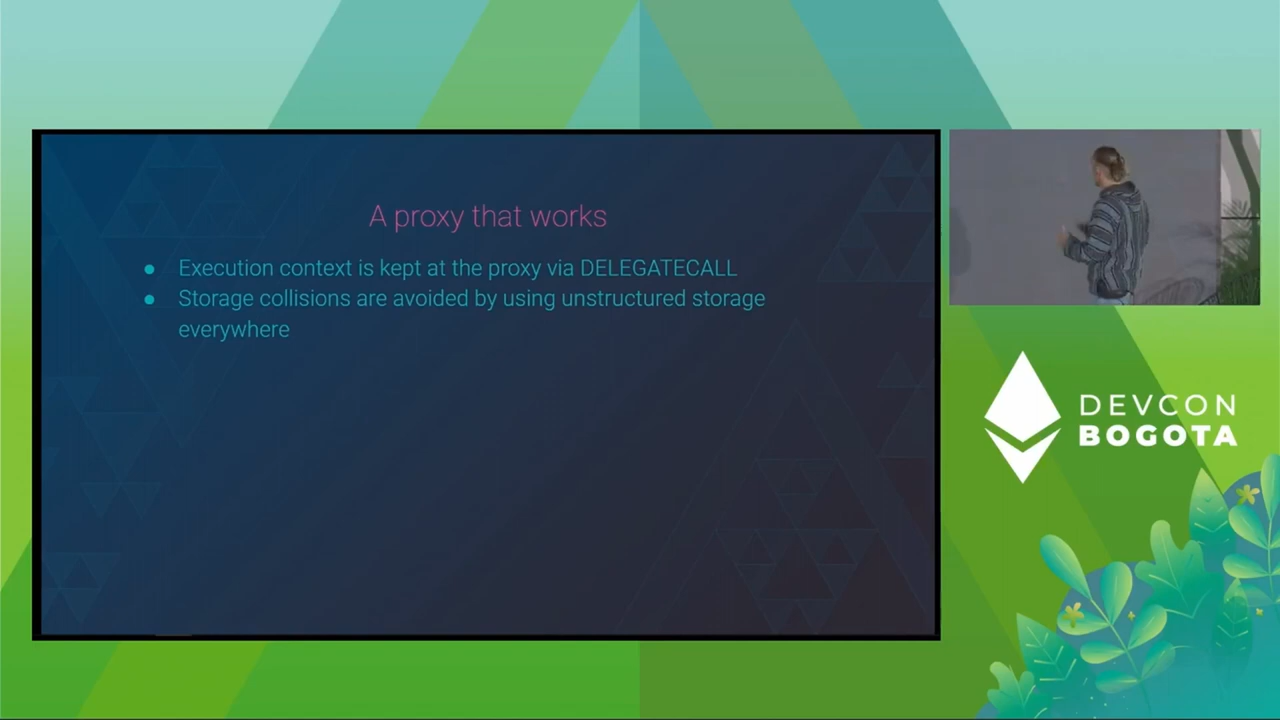 A proxy that works
● Execution context is kept at the proxy via DELEGATECALL
● Storage collisions are avoided by using unstructured storage
everywhere
DEVCON
BOGOTA